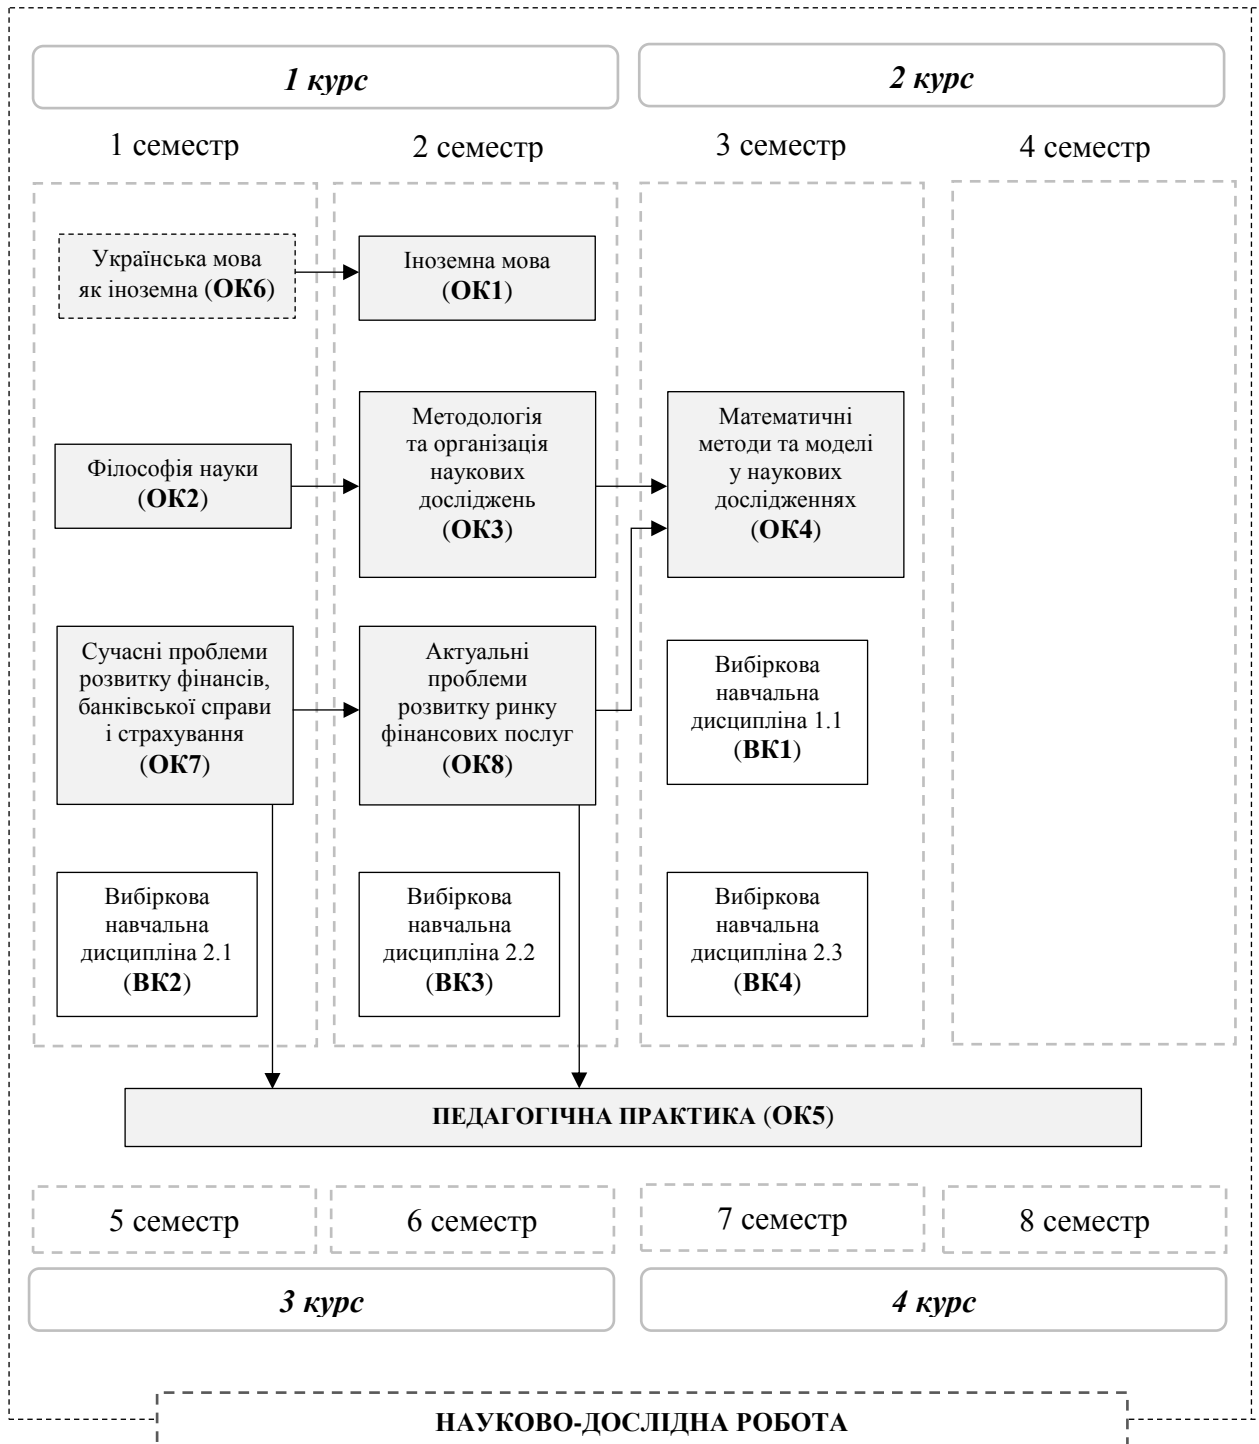 1 курс
2 курс
1 семестр
2 семестр
3 семестр
4 семестр
Українська мова
як іноземна (ОК6)
Іноземна мова
(ОК1)
Філософія науки
(ОК2)
Методологія
та організація
наукових
досліджень
(ОК3)
Математичні
методи та моделі
у наукових
дослідженнях
(ОК4)
Сучасні проблеми
розвитку фінансів,
банківської справи
і страхування
(ОК7)
Актуальні
проблеми
розвитку ринку
фінансових послуг
(ОК8)
Вибіркова
навчальна
дисципліна 1.1
(ВК1)
Вибіркова
навчальна
дисципліна 2.1
(ВК2)
Вибіркова
навчальна
дисципліна 2.2
(ВК3)
Вибіркова
навчальна
дисципліна 2.3
(ВК4)
ПЕДАГОГІЧНА ПРАКТИКА (ОК5)
5 семестр
6 семестр
7 семестр
8 семестр
3 курс
4 курс
НАУКОВО-ДОСЛІДНА РОБОТА